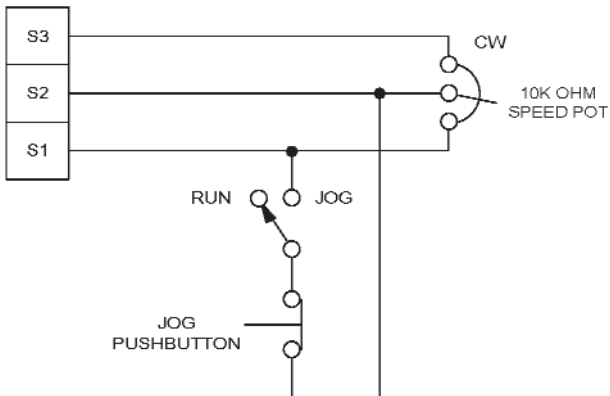 S3
CW
S2
10K OHM
SPEED POT
S1
RUN
JOG
JOG
PUSHBUTTON